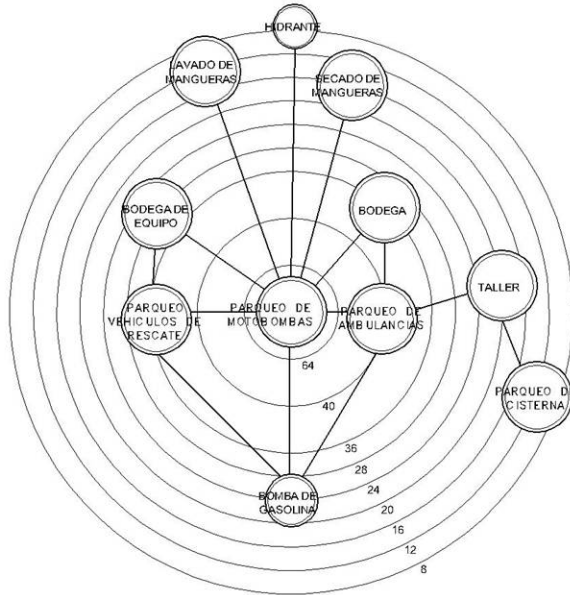 HIDRANTE
LAVADO DE
MANGUERAS
SECADO DE
MANGUERAS
BODEGA DE
EQUIPO
BODEGA
TALLER
PARQUEO
VEHICULOS DE
RESCATE
PARQUEO DE
MOTOBOMBAS
PARQUEO DE
AMBULANCIAS
PARQUEO D
CISTERNA
BOMBA DE
GASOLINA
64
40
36
28
24
20
16
12
8